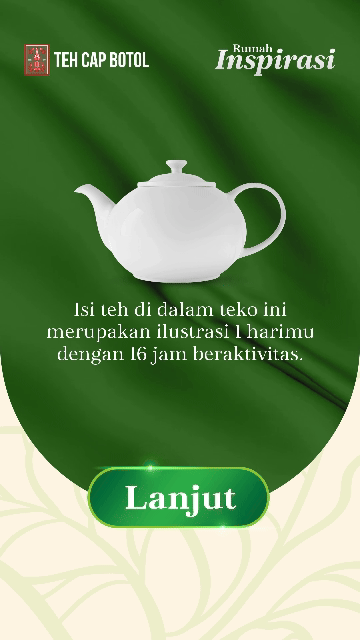 TEH CAP BOTOL
Rumah
Inspirasi
Isi teh di dalam teko ini
merupakan ilustrasi 1 harimu
dengan 16 jam beraktivitas.
Lanjut